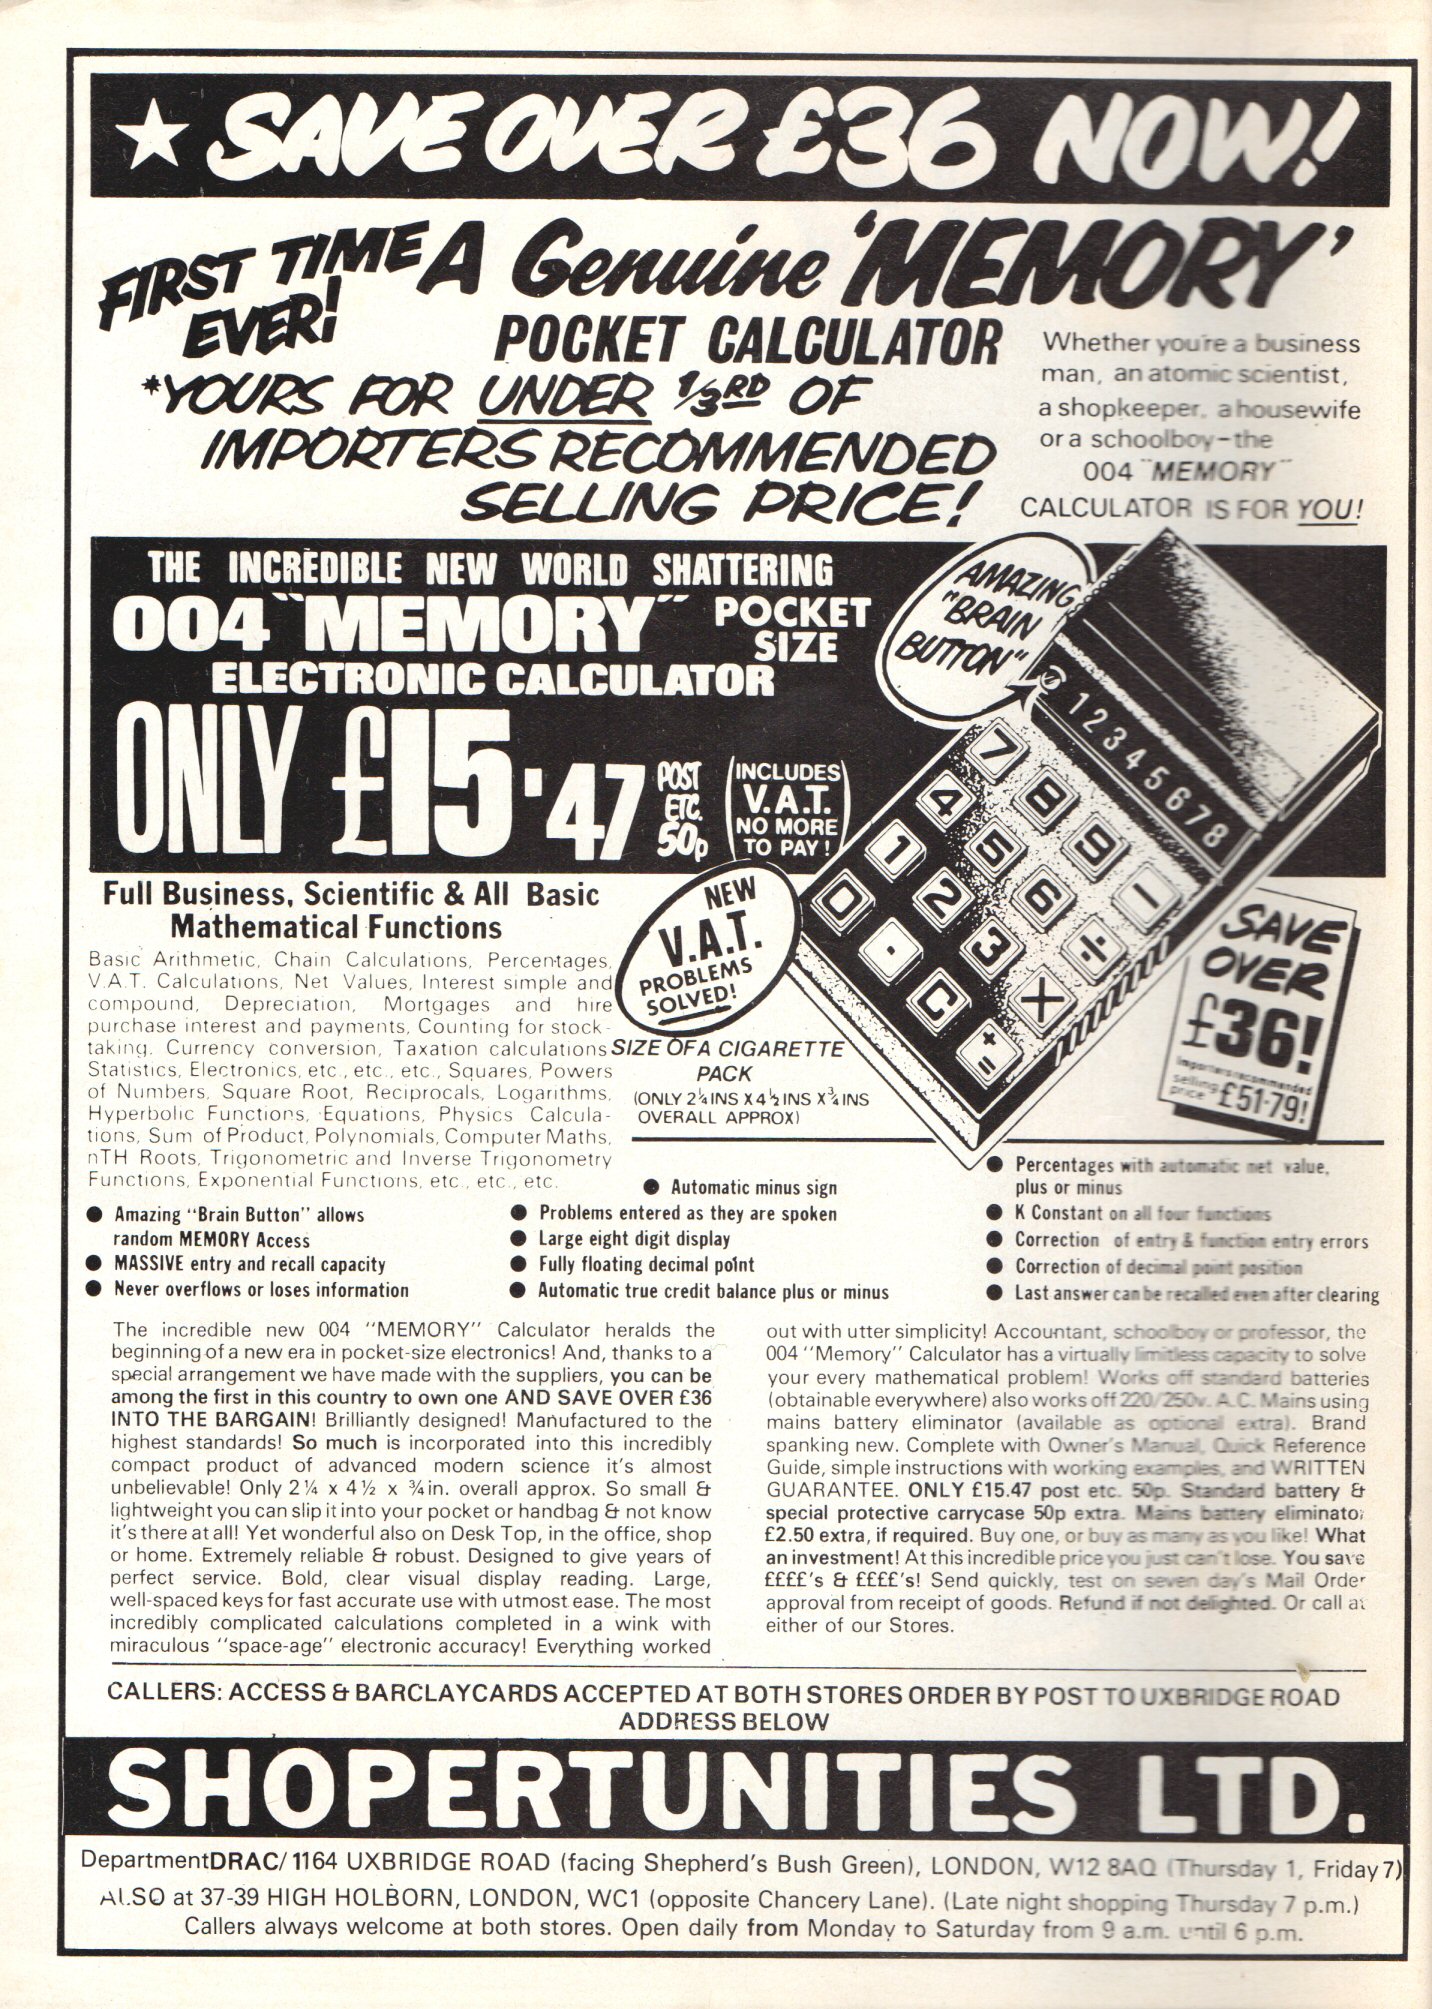 ★ SAVE OVER £36 NOW!
FIRST TIME EVER!
A Genuine 'MEMORY'
POCKET CALCULATOR
*YOURS FOR UNDER 1/3RD OF
IMPORTERS RECOMMENDED
SELLING PRICE!
Whether you're a business
man, an atomic scientist,
a shopkeeper, a housewife
or a schoolboy-the
004 "MEMORY"
CALCULATOR IS FOR YOU!
THE INCREDIBLE NEW WORLD SHATTERING
004 "MEMORY" POCKET SIZE
ELECTRONIC CALCULATOR
ONLY £15·47
POST
ETC.
50p
(INCLUDES
V.A.T.
NO MORE
TO PAY!)
AMAZING
"BRAIN
BUTTON"
1 2 3 4 5 6 7 8
7 8 9 -
4 5 6 ÷
1 2 3 X
0 · C + =
NEW
V.A.T.
PROBLEMS
SOLVED!
SAVE
OVER
£36!
Importers recommended
selling
price £51·79!
Full Business, Scientific & All Basic
Mathematical Functions
Basic Arithmetic, Chain Calculations, Percentages,
V.A.T. Calculations, Net Values, Interest simple and
compound, Depreciation, Mortgages and hire
purchase interest and payments, Counting for stock-
taking. Currency conversion, Taxation calculations
Statistics, Electronics, etc., etc., etc., Squares, Powers
of Numbers, Square Root, Reciprocals, Logarithms,
Hyperbolic Functions, Equations, Physics Calcula-
tions, Sum of Product, Polynomials, Computer Maths,
nTH Roots, Trigonometric and Inverse Trigonometry
Functions, Exponential Functions, etc., etc., etc.
SIZE OF A CIGARETTE
PACK
(ONLY 2¼INS X 4½INS X ¾INS
OVERALL APPROX)
● Amazing "Brain Button" allows
random MEMORY Access
● MASSIVE entry and recall capacity
● Never overflows or loses information
● Automatic minus sign
● Problems entered as they are spoken
● Large eight digit display
● Fully floating decimal point
● Automatic true credit balance plus or minus
● Percentages with automatic net value,
plus or minus
● K Constant on all four functions
● Correction of entry & function entry errors
● Correction of decimal point position
● Last answer can be recalled even after clearing
The incredible new 004 "MEMORY" Calculator heralds the
beginning of a new era in pocket-size electronics! And, thanks to a
special arrangement we have made with the suppliers, you can be
among the first in this country to own one AND SAVE OVER £36
INTO THE BARGAIN! Brilliantly designed! Manufactured to the
highest standards! So much is incorporated into this incredibly
compact product of advanced modern science it's almost
unbelievable! Only 2¼ x 4½ x ¾in. overall approx. So small &
lightweight you can slip it into your pocket or handbag & not know
it's there at all! Yet wonderful also on Desk Top, in the office, shop
or home. Extremely reliable & robust. Designed to give years of
perfect service. Bold, clear visual display reading. Large,
well-spaced keys for fast accurate use with utmost ease. The most
incredibly complicated calculations completed in a wink with
miraculous "space-age" electronic accuracy! Everything worked
out with utter simplicity! Accountant, schoolboy or professor, the
004 "Memory" Calculator has a virtually limitless capacity to solve
your every mathematical problem! Works off standard batteries
(obtainable everywhere) also works off 220/250v. A.C. Mains using
mains battery eliminator (available as optional extra). Brand
spanking new. Complete with Owner's Manual, Quick Reference
Guide, simple instructions with working examples, and WRITTEN
GUARANTEE. ONLY £15.47 post etc. 50p. Standard battery &
special protective carrycase 50p extra. Mains battery eliminator
£2.50 extra, if required. Buy one, or buy as many as you like! What
an investment! At this incredible price you just can't lose. You save
££££'s & ££££'s! Send quickly, test on seven day's Mail Order
approval from receipt of goods. Refund if not delighted. Or call at
either of our Stores.
CALLERS: ACCESS & BARCLAYCARDS ACCEPTED AT BOTH STORES ORDER BY POST TO UXBRIDGE ROAD
ADDRESS BELOW
SHOPERTUNITIES LTD.
Department DRAC/1 164 UXBRIDGE ROAD (facing Shepherd's Bush Green), LONDON, W12 8AQ (Thursday 1, Friday 7)
ALSO at 37-39 HIGH HOLBORN, LONDON, WC1 (opposite Chancery Lane). (Late night shopping Thursday 7 p.m.)
Callers always welcome at both stores. Open daily from Monday to Saturday from 9 a.m. until 6 p.m.